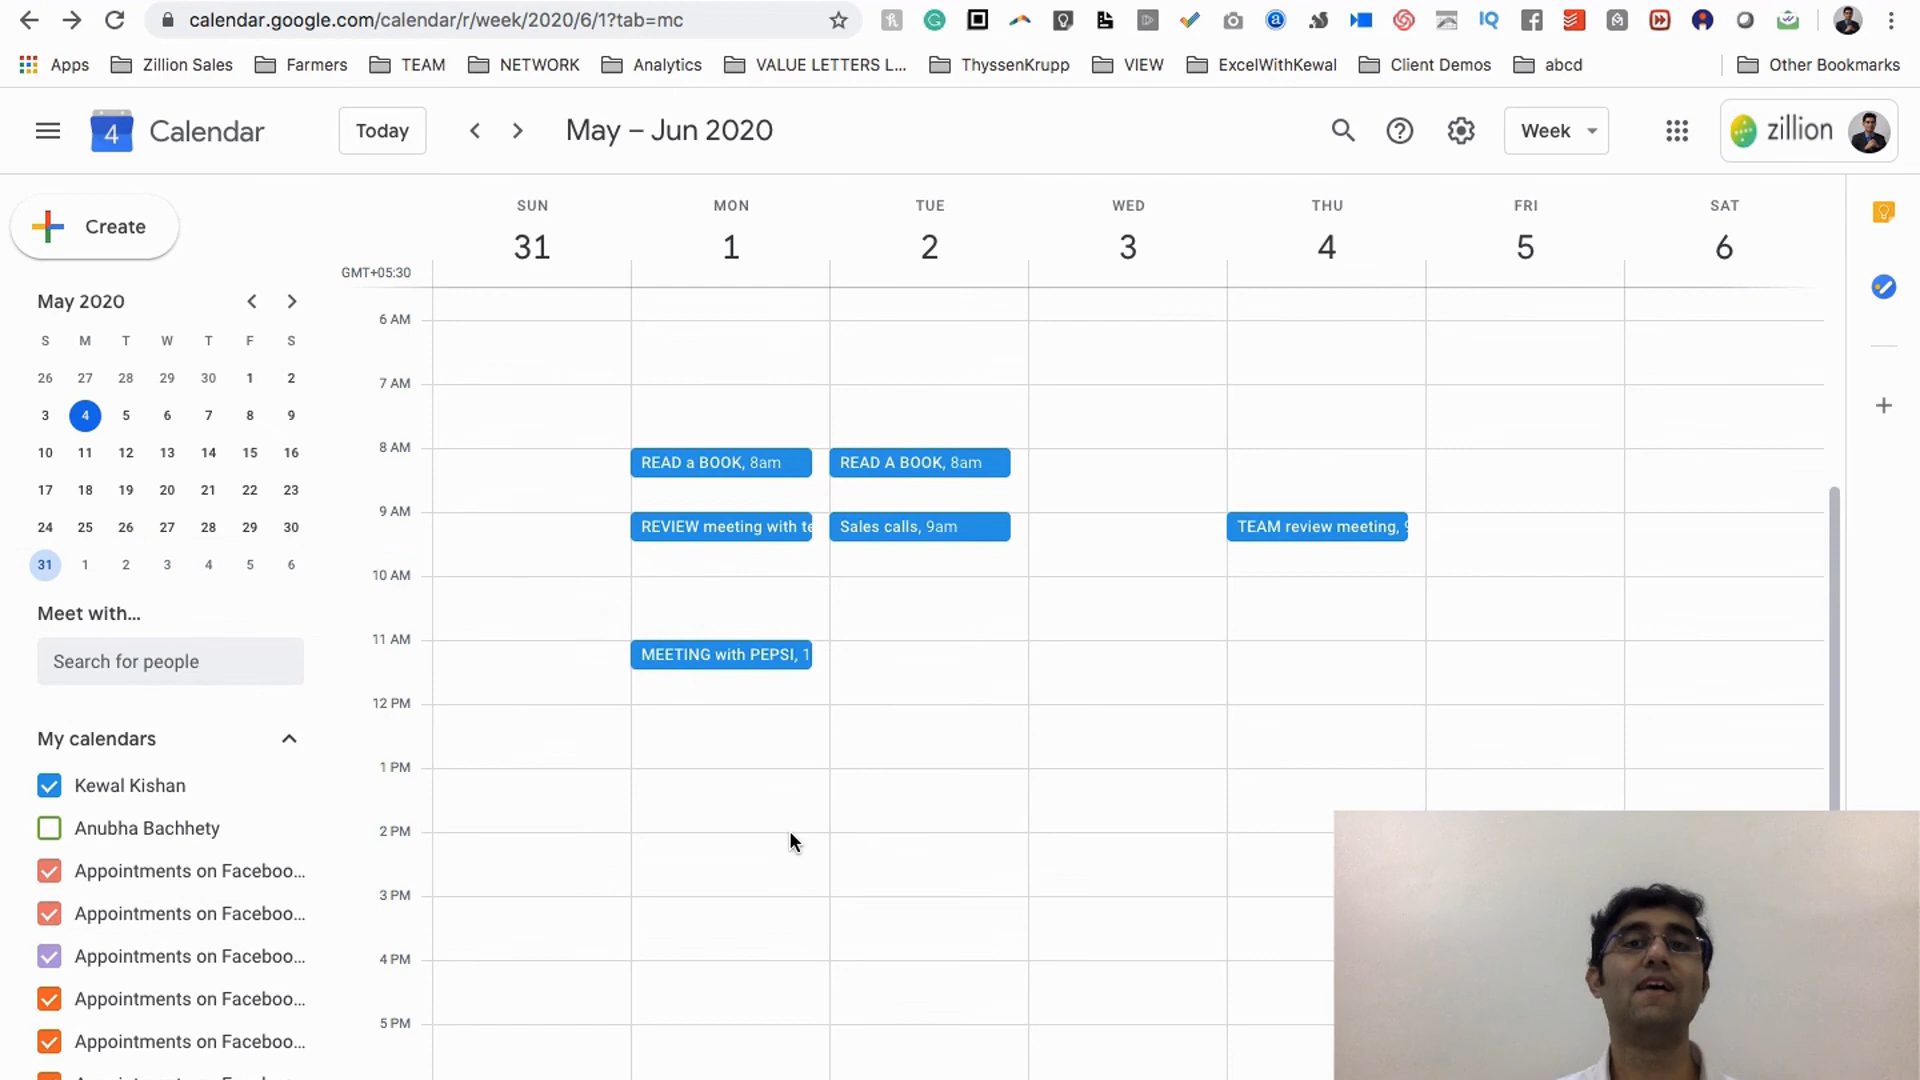 calendar.google.com/calendar/r/week/2020/6/1?tab=mc
Apps Zillion Sales Farmers TEAM NETWORK Analytics VALUE LETTERS L... ThyssenKrupp VIEW ExcelWithKewal Client Demos abcd Other Bookmarks
4 Calendar Today May – Jun 2020 Week zillion
Create
SUN MON TUE WED THU FRI SAT
31 1 2 3 4 5 6
GMT+05:30
May 2020
S M T W T F S
26 27 28 29 30 1 2
3 4 5 6 7 8 9
10 11 12 13 14 15 16
17 18 19 20 21 22 23
24 25 26 27 28 29 30
31 1 2 3 4 5 6
Meet with...
Search for people
My calendars
Kewal Kishan
Anubha Bachhety
Appointments on Faceboo...
Appointments on Faceboo...
Appointments on Faceboo...
Appointments on Faceboo...
Appointments on Faceboo...
6 AM
7 AM
8 AM
READ a BOOK, 8am READ A BOOK, 8am
9 AM
REVIEW meeting with te Sales calls, 9am TEAM review meeting, 9
10 AM
11 AM
MEETING with PEPSI, 1
12 PM
1 PM
2 PM
3 PM
4 PM
5 PM